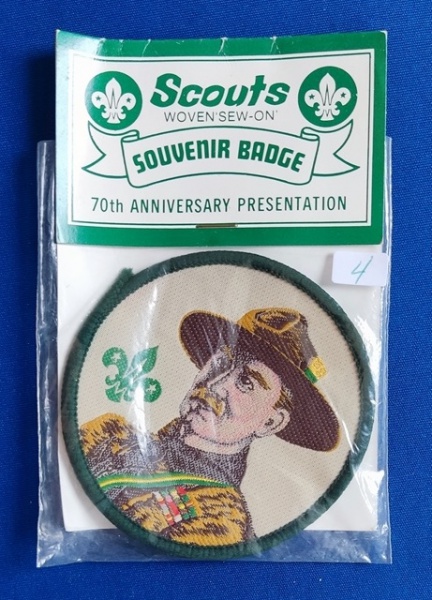 Scouts
WOVEN 'SEW-ON'
SOUVENIR BADGE
70th ANNIVERSARY PRESENTATION
4